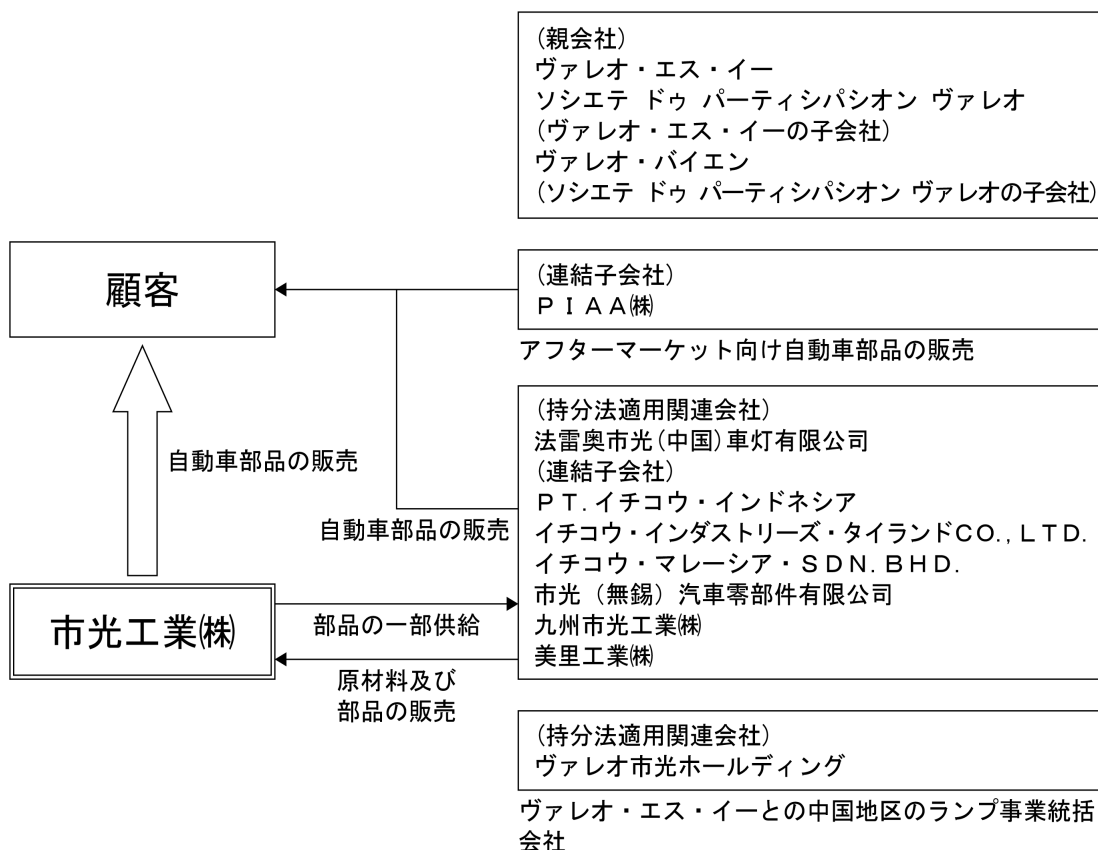 (親会社)
ヴァレオ・エス・イー
ソシエテ ドゥ パーティシパシオン ヴァレオ
(ヴァレオ・エス・イーの子会社)
ヴァレオ・バイエン
(ソシエテ ドゥ パーティシパシオン ヴァレオの子会社)
顧客
(連結子会社)
ＰＩＡＡ㈱
アフターマーケット向け自動車部品の販売
自動車部品の販売
(持分法適用関連会社)
法雷奥市光(中国)車灯有限公司
(連結子会社)
ＰＴ.イチコウ・インドネシア
イチコウ・インダストリーズ・タイランドCO.,ＬＴＤ.
イチコウ・マレーシア・ＳＤＮ.ＢＨＤ.
市光（無錫）汽車零部件有限公司
九州市光工業㈱
美里工業㈱
自動車部品の販売
市光工業㈱
部品の一部供給
原材料及び
部品の販売
(持分法適用関連会社)
ヴァレオ市光ホールディング
ヴァレオ・エス・イーとの中国地区のランプ事業統括
会社